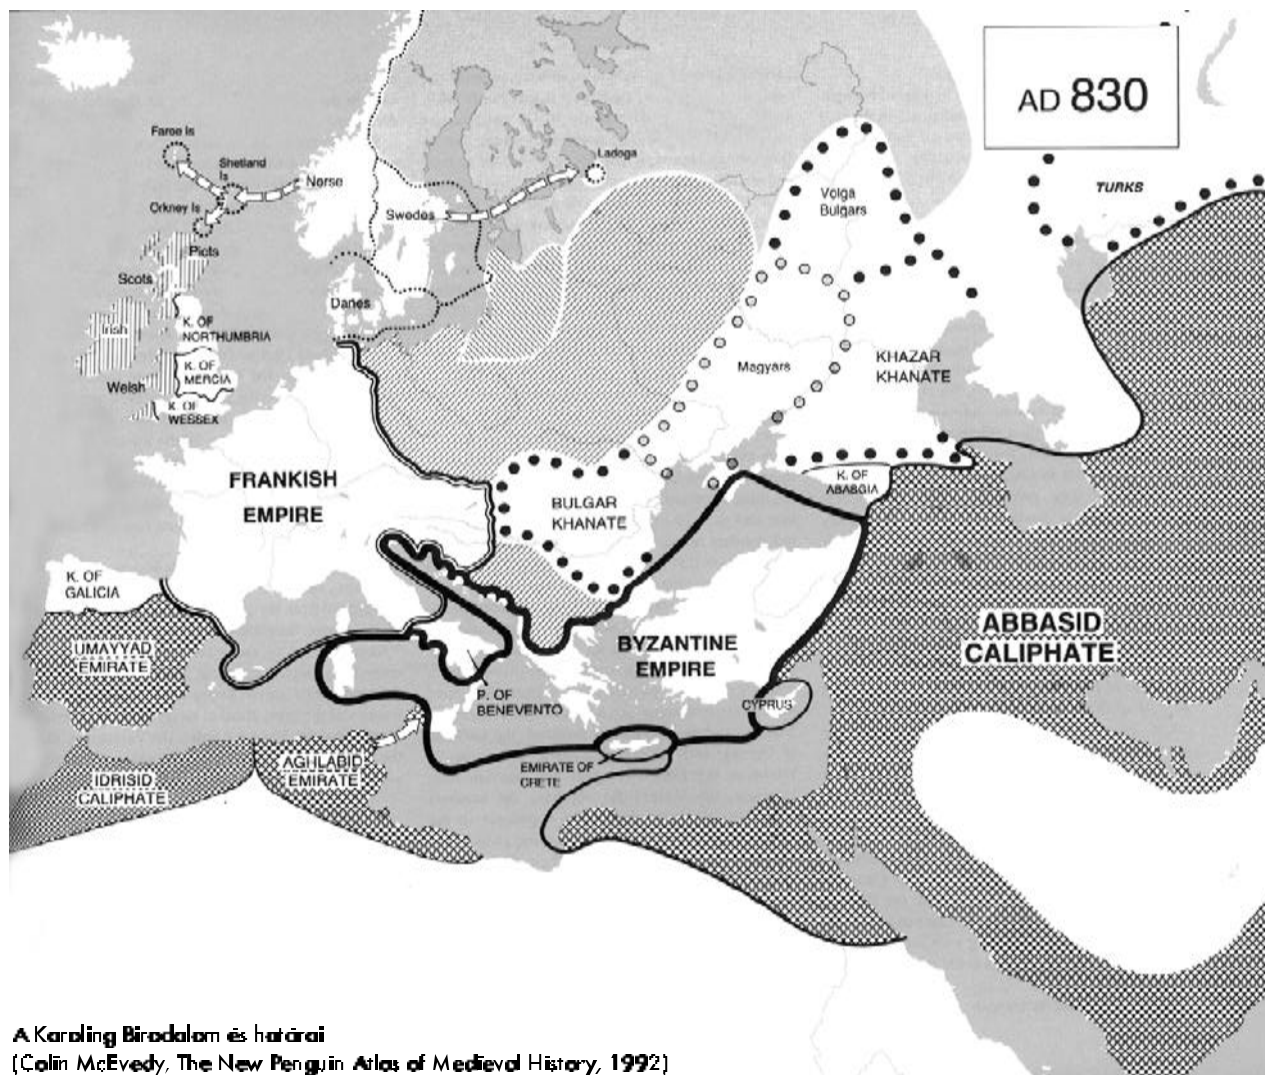 AD 830
Faroe Is
Shetland
Is
Orkney Is
Norse
Ladoga
Swedes
Volga
Bulgars
TURKS
Picts
Scots
Danes
Irish
K. OF
NORTHUMBRIA
K. OF
MERCIA
Welsh
K. OF
WESSEX
Magyars
KHAZAR
KHANATE
FRANKISH
EMPIRE
BULGAR
KHANATE
K. OF
ABASGIA
K. OF
GALICIA
UMAYYAD
EMIRATE
BYZANTINE
EMPIRE
ABBASID
CALIPHATE
P. OF
BENEVENTO
CYPRUS
IDRISID
CALIPHATE
AGHLABID
EMIRATE
EMIRATE OF
CRETE
A Karoling Birodalom és határai
(Colin McEvedy, The New Penguin Atlas of Medieval History, 1992)